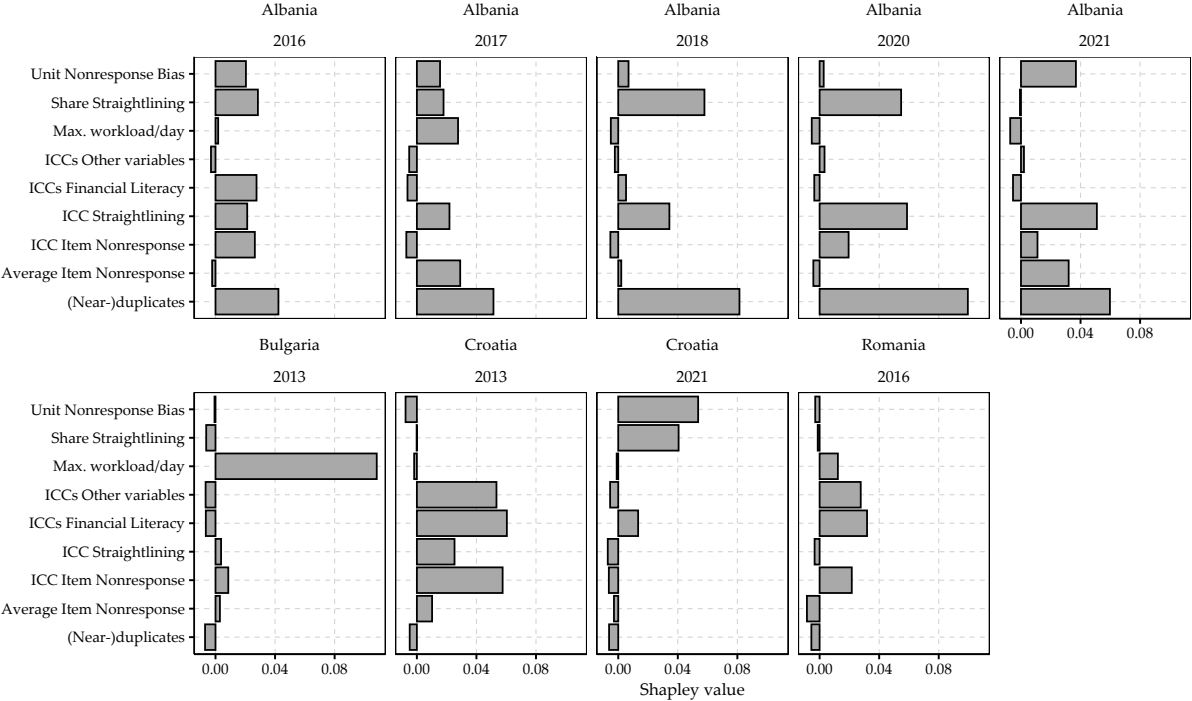 Albania Albania Albania Albania Albania
2016 2017 2018 2020 2021
Unit Nonresponse Bias
Share Straightlining
Max. workload/day
ICCs Other variables
ICCs Financial Literacy
ICC Straightlining
ICC Item Nonresponse
Average Item Nonresponse
(Near-)duplicates
0.00 0.04 0.08
Bulgaria Croatia Croatia Romania
2013 2013 2021 2016
Unit Nonresponse Bias
Share Straightlining
Max. workload/day
ICCs Other variables
ICCs Financial Literacy
ICC Straightlining
ICC Item Nonresponse
Average Item Nonresponse
(Near-)duplicates
0.00 0.04 0.08 0.00 0.04 0.08 0.00 0.04 0.08 0.00 0.04 0.08
Shapley value